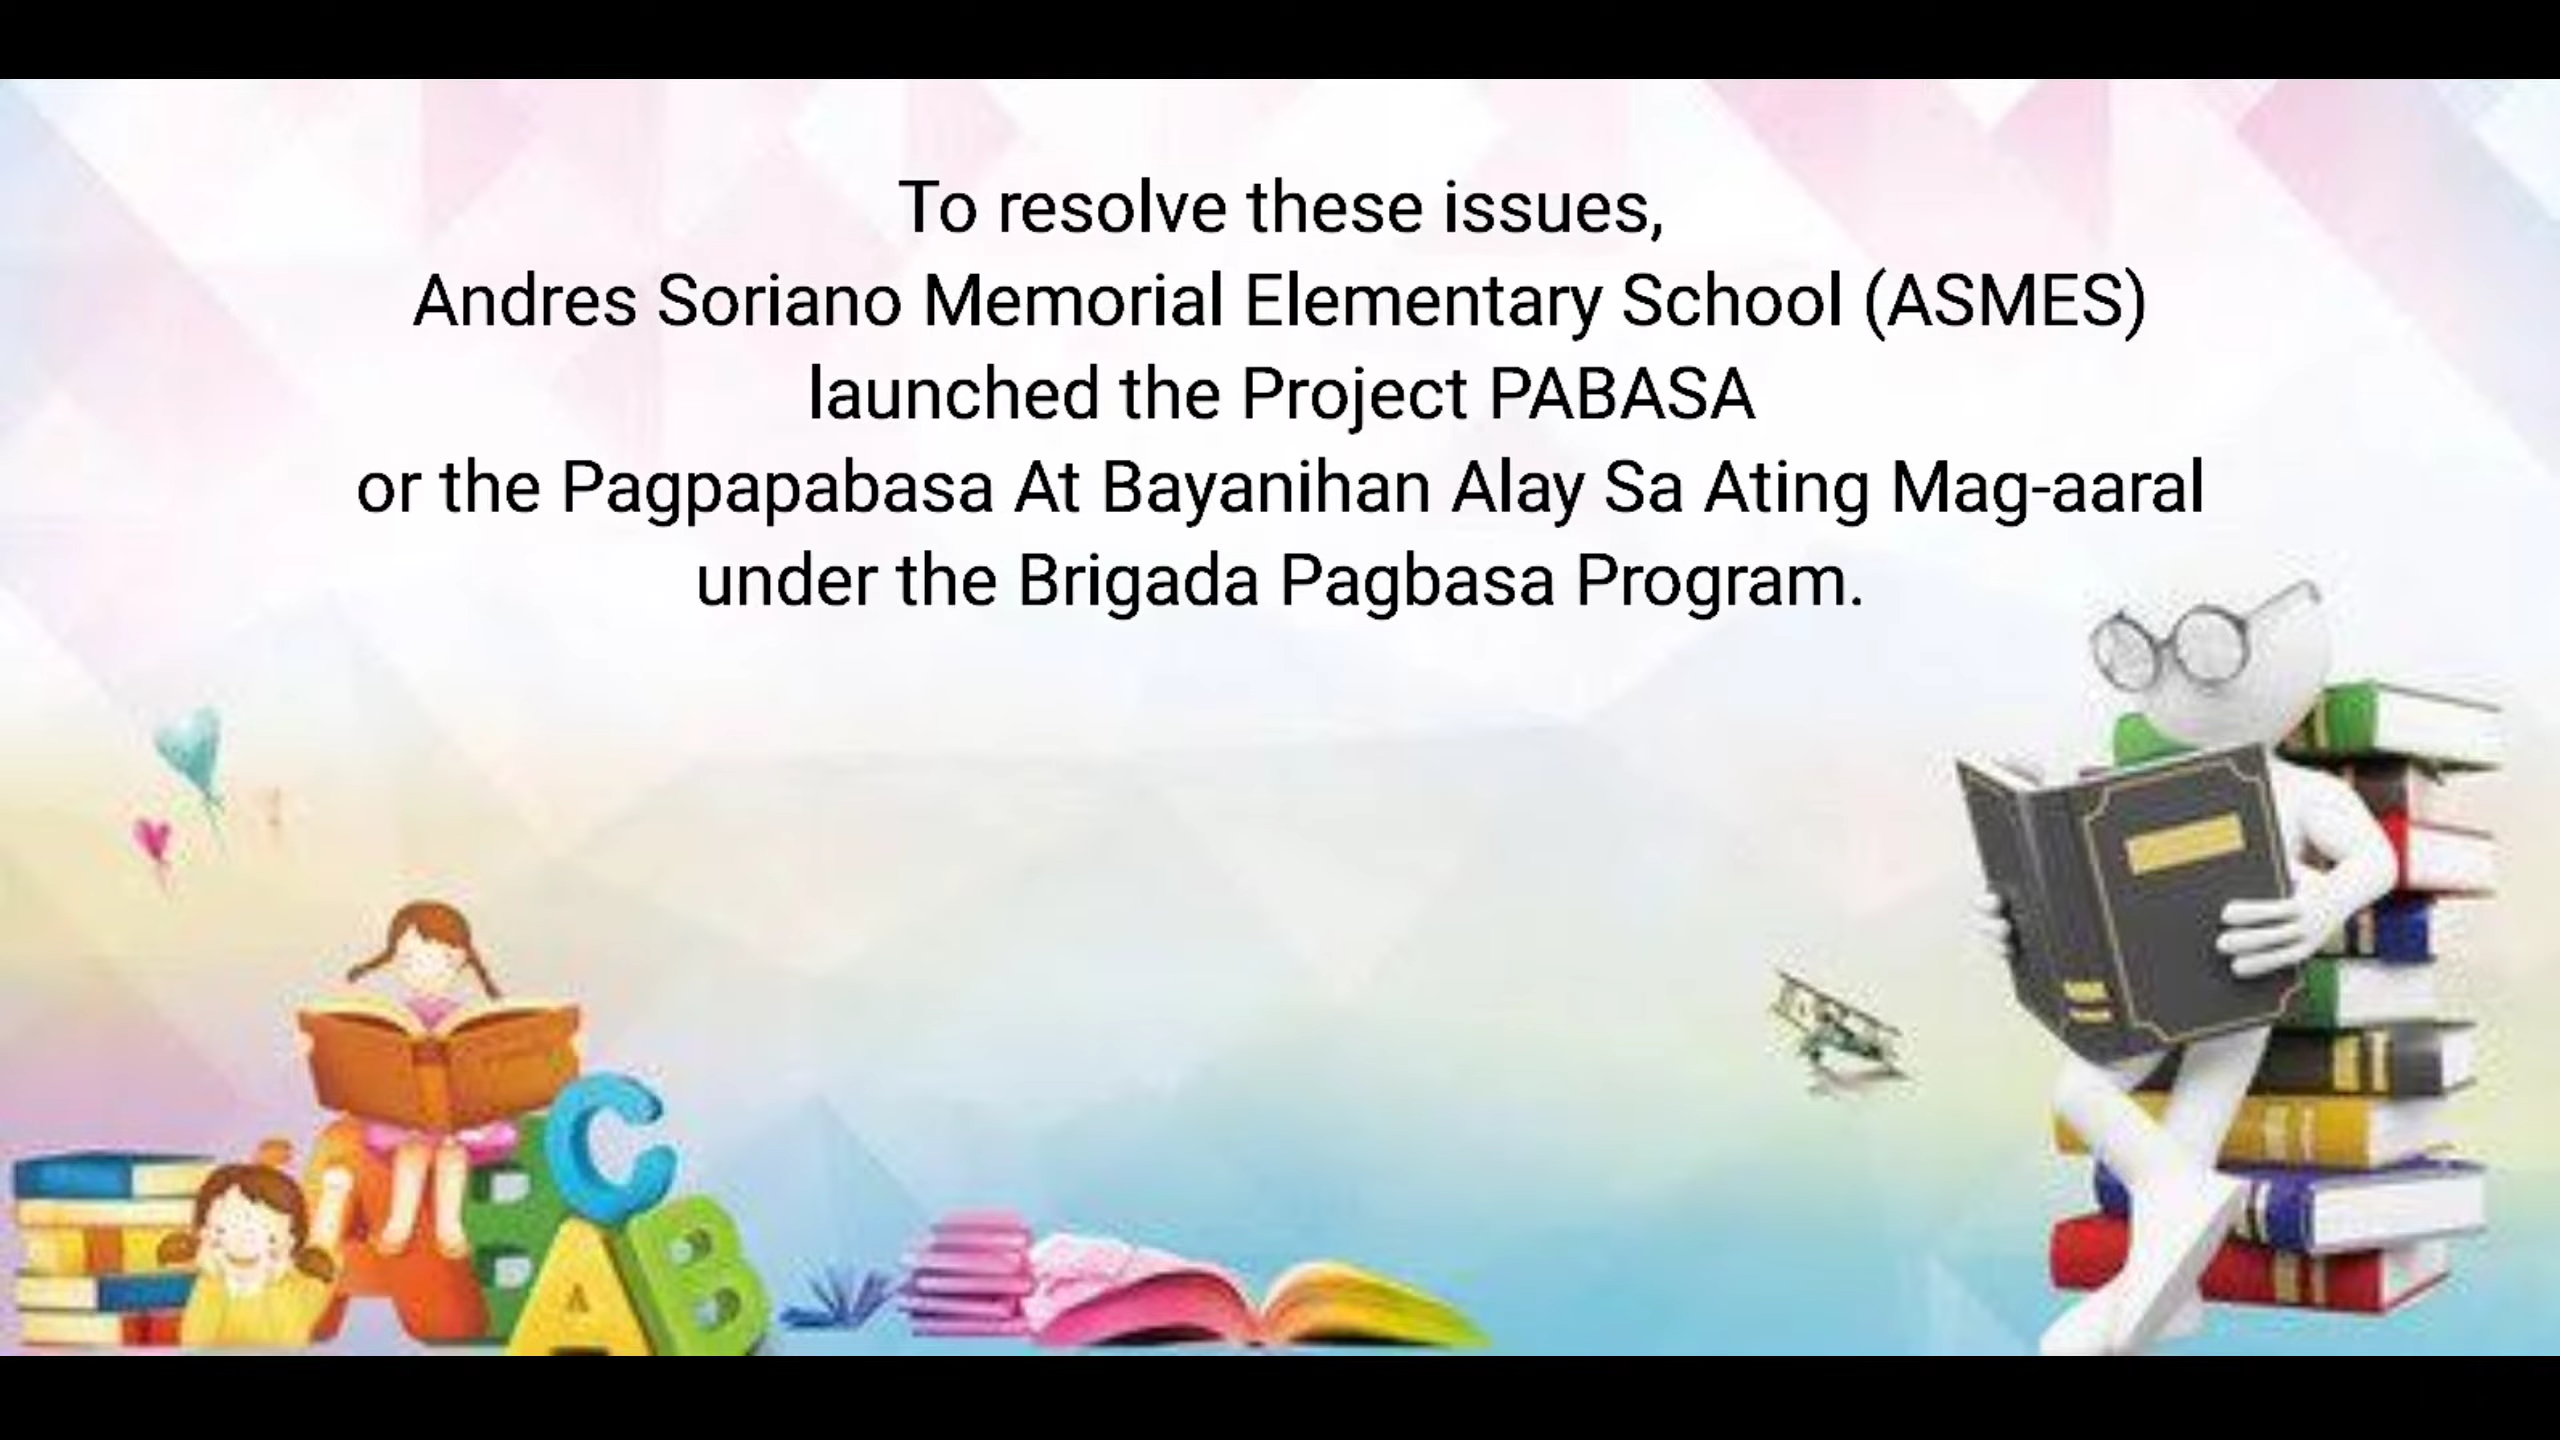 To resolve these issues,
Andres Soriano Memorial Elementary School (ASMES)
launched the Project PABASA
or the Pagpapabasa At Bayanihan Alay Sa Ating Mag-aaral
under the Brigada Pagbasa Program.
C
A B